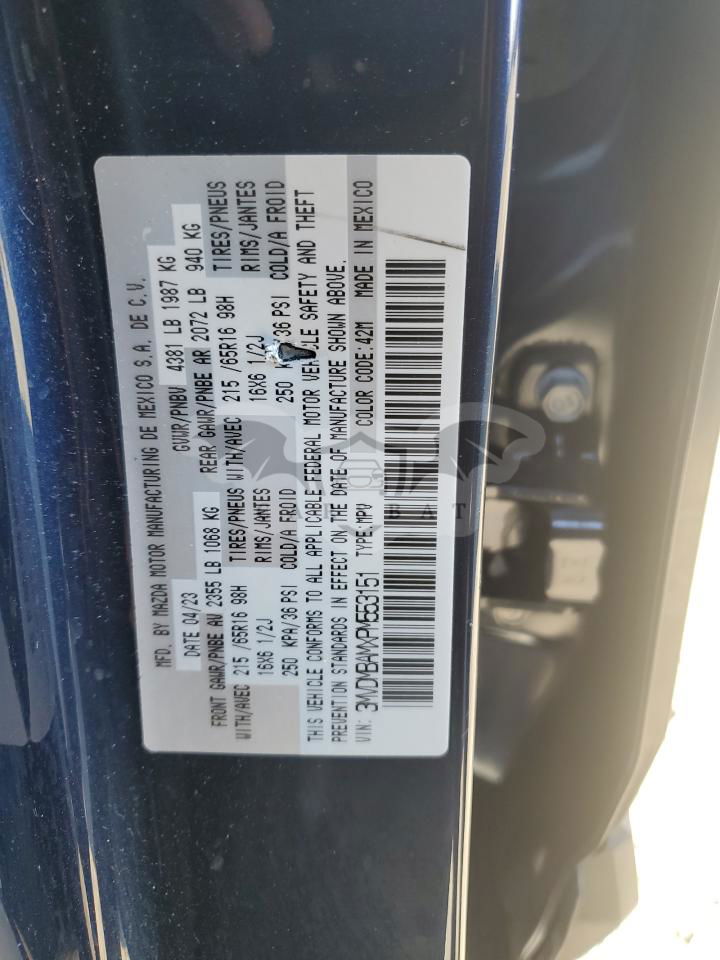 MFD. BY MAZDA MOTOR MANUFACTURING DE MEXICO S.A. DE C.V.
DATE 04/23 GVWR/PNBV 4381 LB 1987 KG
FRONT GAWR/PNBE AV 2355 LB 1068 KG REAR GAWR/PNBE AR 2072 LB 940 KG
WITH/AVEC 215 /65R16 98H TIRES/PNEUS WITH/AVEC 215 /65R16 98H TIRES/PNEUS
16X6 1/2J RIMS/JANTES 16X6 1/2J RIMS/JANTES
250 KPA/36 PSI COLD/A FROID 250 36 PSI COLD/A FROID
THIS VEHICLE CONFORMS TO ALL APPLICABLE FEDERAL MOTOR VEHICLE SAFETY AND THEFT
PREVENTION STANDARDS IN EFFECT ON THE DATE OF MANUFACTURE SHOWN ABOVE.
VIN: 3MVDMBAMXPM553151 TYPE:MPV COLOR CODE:42M MADE IN MEXICO